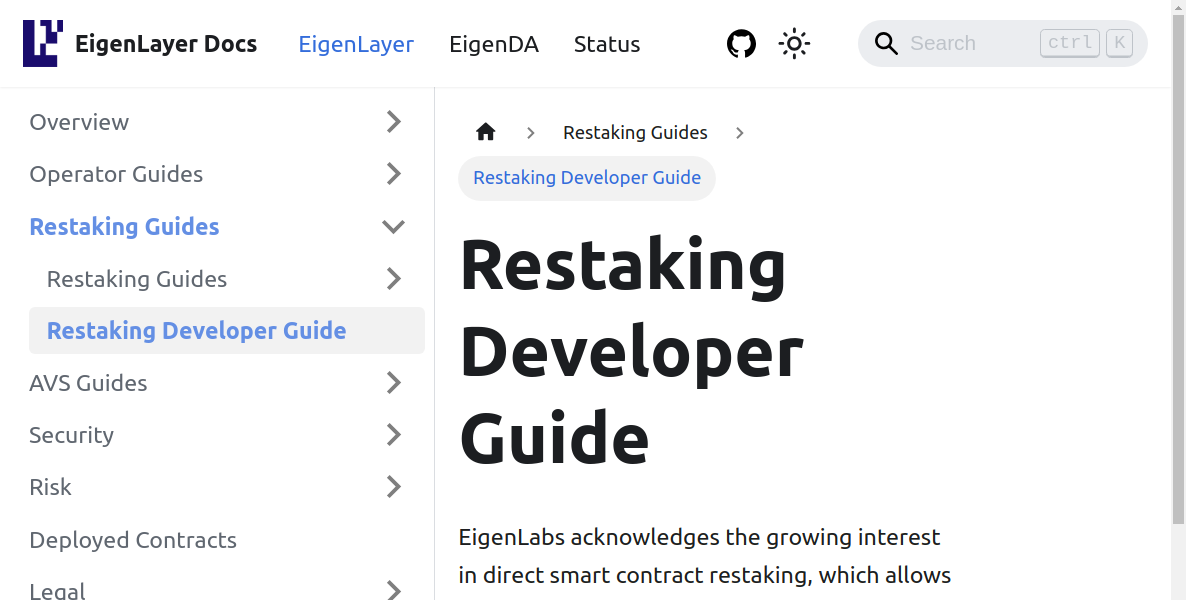 EigenLayer Docs
EigenLayer
EigenDA
Status
Search
ctrl
K
Overview
Operator Guides
Restaking Guides
Restaking Guides
Restaking Developer Guide
AVS Guides
Security
Risk
Deployed Contracts
Legal
Restaking Guides
Restaking Developer Guide
Restaking
Developer
Guide
EigenLabs acknowledges the growing interest
in direct smart contract restaking, which allows